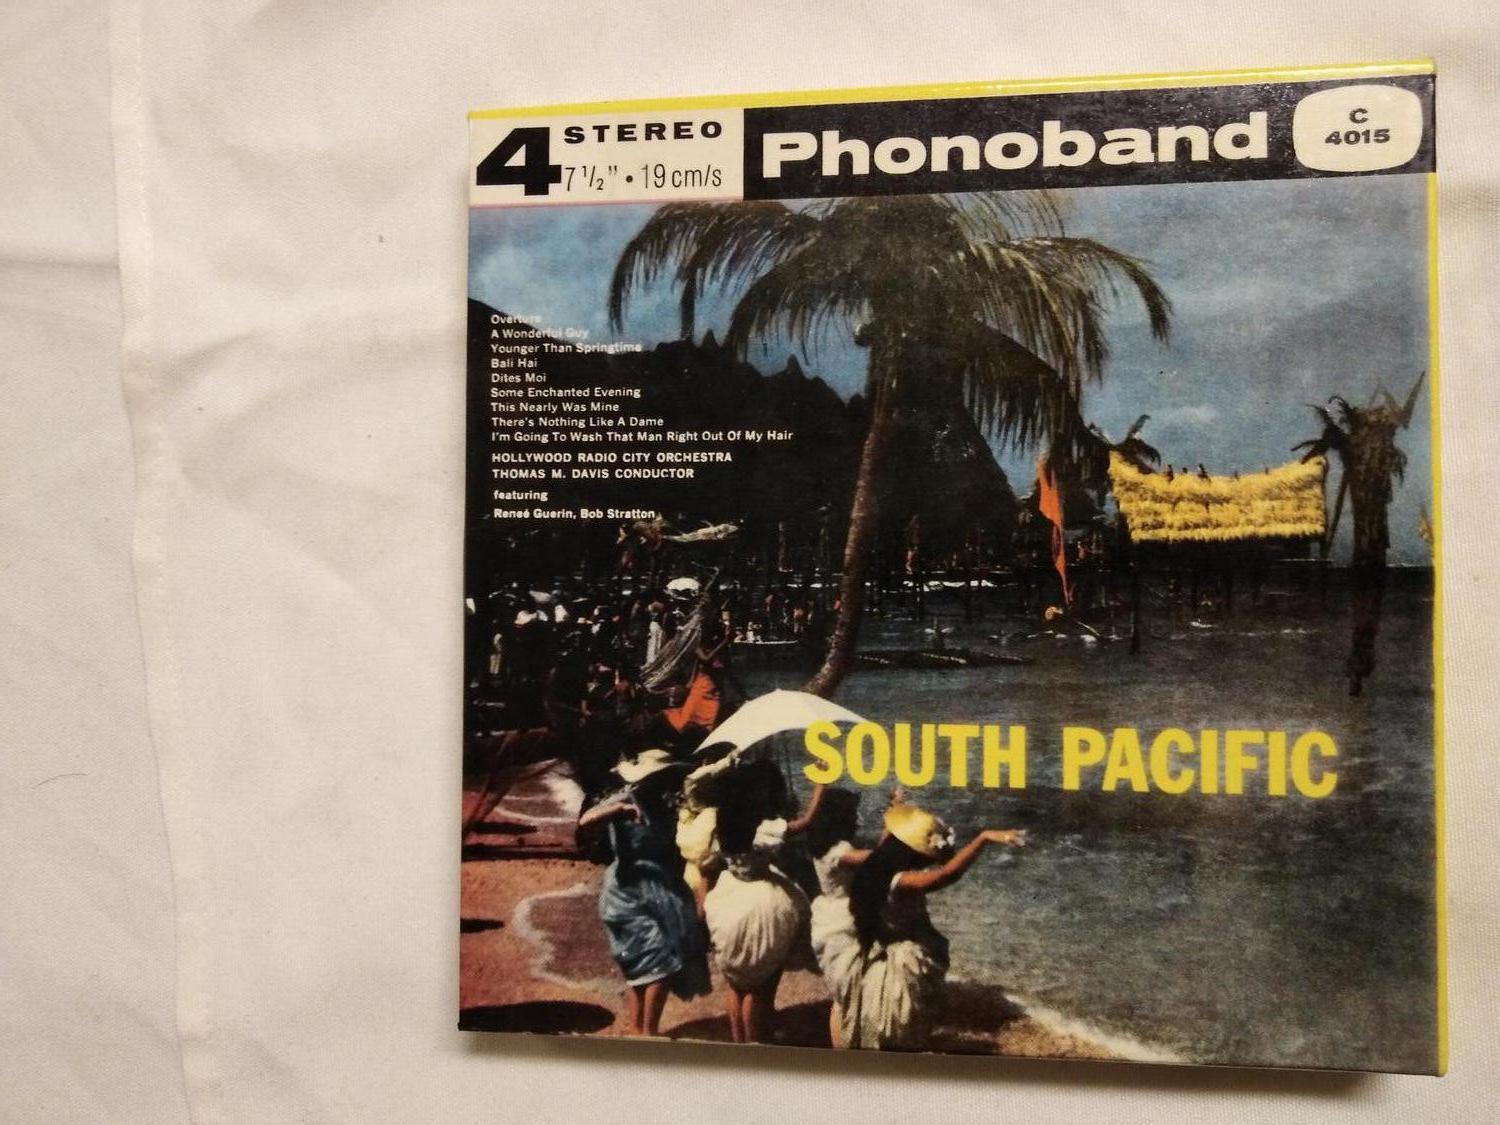 4 STEREO
7 1/2" • 19 cm/s
Phonoband
C
4015
Overture
A Wonderful Guy
Younger Than Springtime
Bali Hai
Dites Moi
Some Enchanted Evening
This Nearly Was Mine
There's Nothing Like A Dame
I'm Going To Wash That Man Right Out Of My Hair
HOLLYWOOD RADIO CITY ORCHESTRA
THOMAS M. DAVIS CONDUCTOR
featuring
Reneé Guerin, Bob Stratton
SOUTH PACIFIC